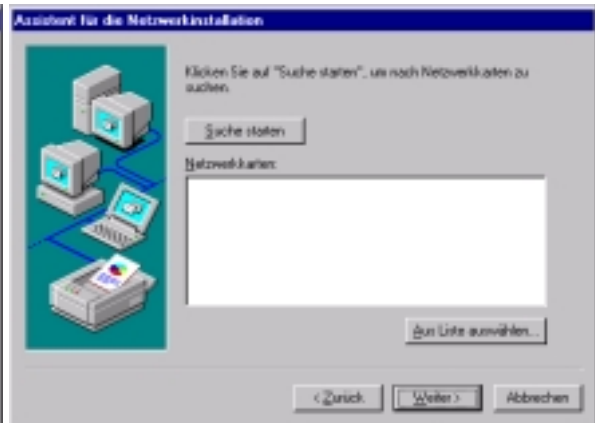 Assistent für die Netzwerkinstallation
Klicken Sie auf "Suche starten", um nach Netzwerkkarten zu
suchen.
Suche starten
Netzwerkkarten:
Aus Liste auswählen...
< Zurück
Weiter >
Abbrechen